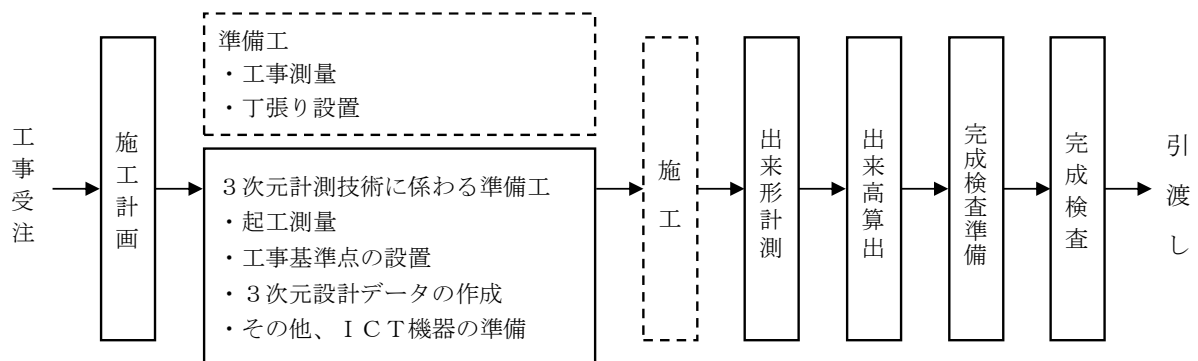 工事受注
施工計画
準備工
・工事測量
・丁張り設置
３次元計測技術に係わる準備工
・起工測量
・工事基準点の設置
・３次元設計データの作成
・その他、ＩＣＴ機器の準備
施工
出来形計測
出来高算出
完成検査準備
完成検査
引渡し